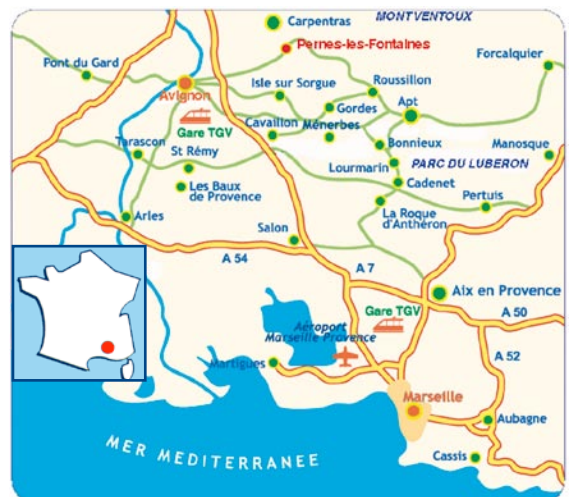 MONT VENTOUX
Carpentras
Pernes-les-Fontaines
Forcalquier
Pont du Gard
Avignon
Isle sur Sorgue
Roussillon
Gordes
Apt
Gare TGV
Cavaillon
Ménerbes
Tarascon
St Rémy
Bonnieux
Manosque
Lourmarin
PARC DU LUBERON
Les Baux
de Provence
Cadenet
Pertuis
Arles
La Roque
d'Anthéron
Salon
A 54
A 7
Aix en Provence
Gare TGV
A 50
Aéroport
Marseille Provence
A 52
Martigues
Marseille
Aubagne
Cassis
MER MEDITERRANEE